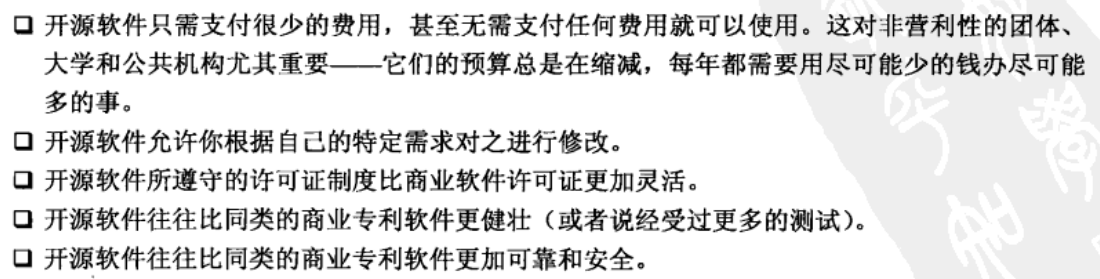 ❑ 开源软件只需支付很少的费用，甚至无需支付任何费用就可以使用。这对非营利性的团体、
大学和公共机构尤其重要——它们的预算总是在缩减，每年都需要用尽可能少的钱办尽可能
多的事。
❑ 开源软件允许你根据自己的特定需求对之进行修改。
❑ 开源软件所遵守的许可证制度比商业软件许可证更加灵活。
❑ 开源软件往往比同类的商业专利软件更健壮（或者说经受过更多的测试）。
❑ 开源软件往往比同类的商业专利软件更加可靠和安全。